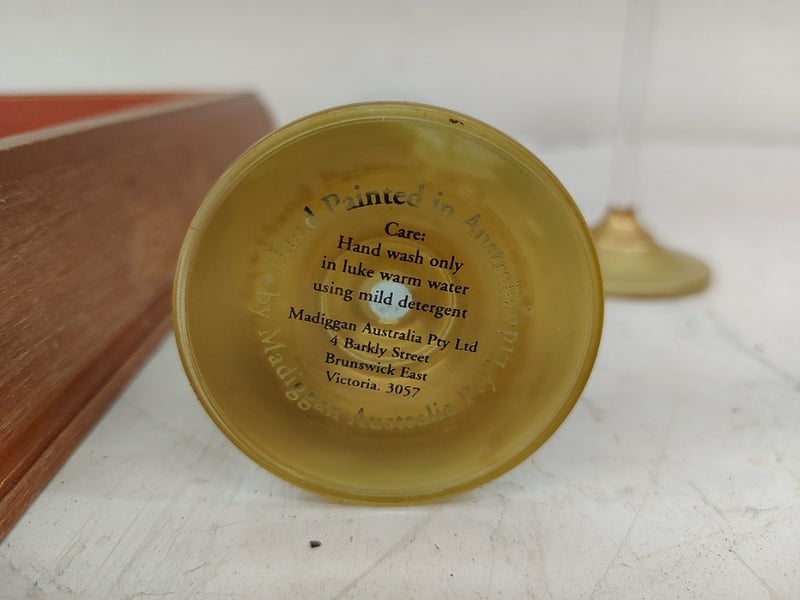 Hand Painted in Australia
by Madiggan Australia Pty Ltd.
Care:
Hand wash only
in luke warm water
using mild detergent
Madiggan Australia Pty Ltd
4 Barkly Street
Brunswick East
Victoria. 3057